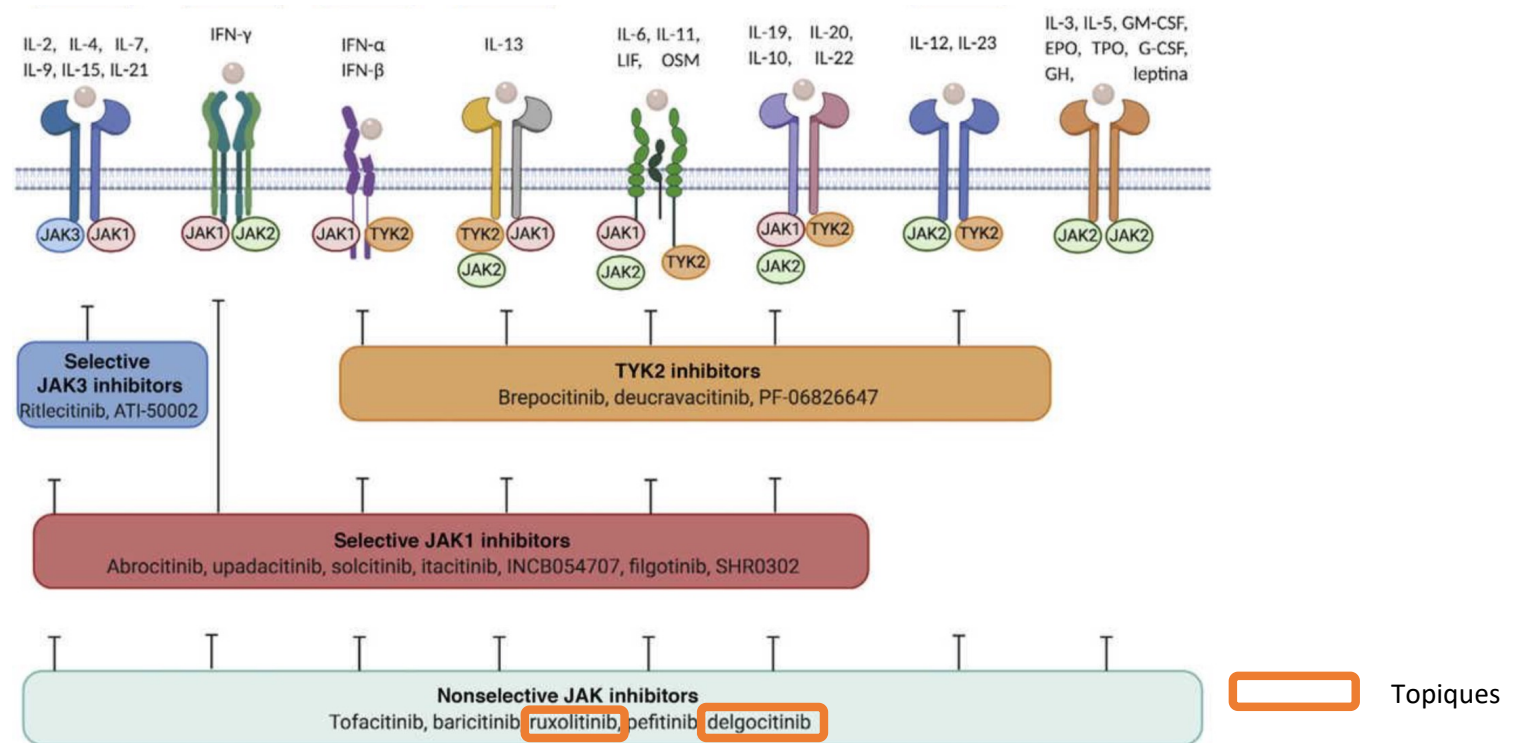 IL-2, IL-4, IL-7,
IL-9, IL-15, IL-21
IFN-γ
IFN-α
IFN-β
IL-13
IL-6, IL-11,
LIF, OSM
IL-19, IL-20,
IL-10, IL-22
IL-12, IL-23
IL-3, IL-5, GM-CSF,
EPO, TPO, G-CSF,
GH, leptina
JAK3 JAK1
JAK1 JAK2
JAK1 TYK2
TYK2 JAK1
JAK2
JAK1
JAK2 TYK2
JAK1 TYK2
JAK2
JAK2 TYK2
JAK2 JAK2
Selective
JAK3 inhibitors
Ritlecitinib, ATI-50002
TYK2 inhibitors
Brepocitinib, deucravacitinib, PF-06826647
Selective JAK1 inhibitors
Abrocitinib, upadacitinib, solcitinib, itacitinib, INCB054707, filgotinib, SHR0302
Nonselective JAK inhibitors
Tofacitinib, baricitinib, ruxolitinib, pefitinib, delgocitinib
Topiques